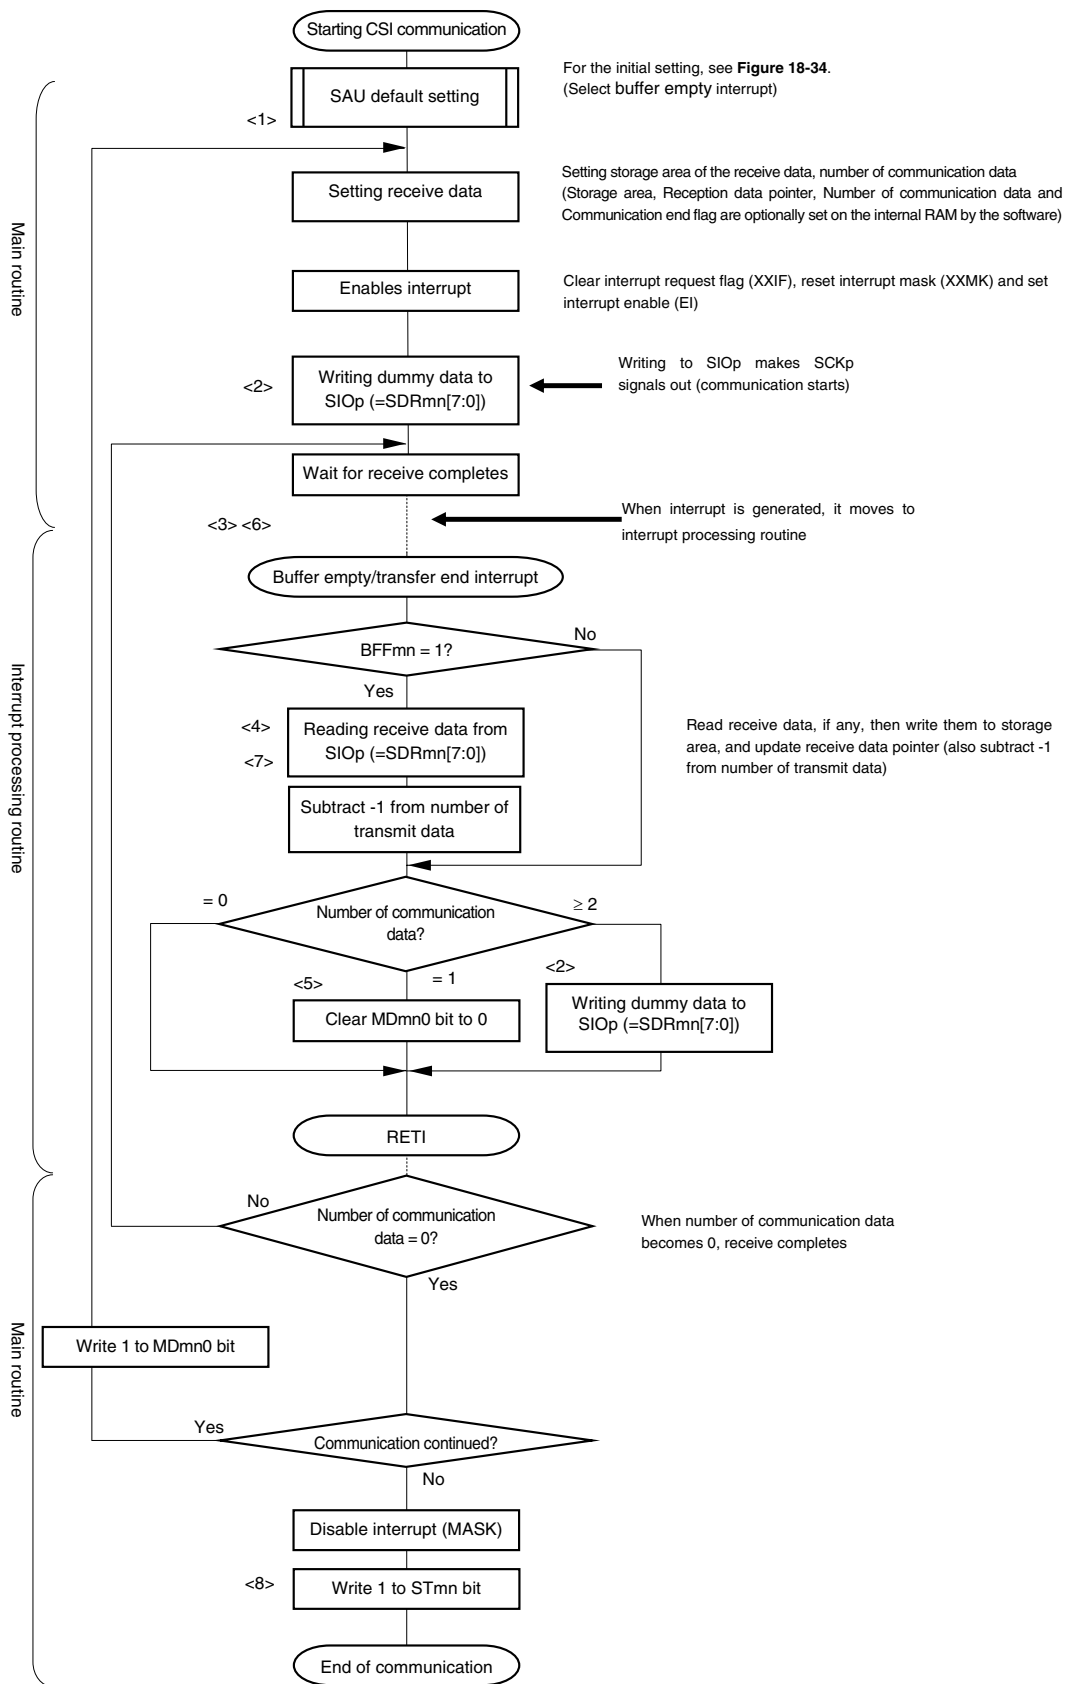 Starting CSI communication
For the initial setting, see Figure 18-34.
(Select buffer empty interrupt)
SAU default setting
<1>
Setting storage area of the receive data, number of communication data
(Storage area, Reception data pointer, Number of communication data and
Communication end flag are optionally set on the internal RAM by the software)
Setting receive data
Main routine
Enables interrupt
Clear interrupt request flag (XXIF), reset interrupt mask (XXMK) and set
interrupt enable (EI)
Writing to SIOp makes SCKp
signals out (communication starts)
<2>
Writing dummy data to
SIOp (=SDRmn[7:0])
Wait for receive completes
When interrupt is generated, it moves to
interrupt processing routine
<3> <6>
Buffer empty/transfer end interrupt
BFFmn = 1?
No
Yes
Interrupt processing routine
<4>
<7>
Reading receive data from
SIOp (=SDRmn[7:0])
Read receive data, if any, then write them to storage
area, and update receive data pointer (also subtract -1
from number of transmit data)
Subtract -1 from number of
transmit data
= 0
Number of communication
data?
≥ 2
= 1
<5>
<2>
Clear MDmn0 bit to 0
Writing dummy data to
SIOp (=SDRmn[7:0])
RETI
No
Number of communication
data = 0?
When number of communication data
becomes 0, receive completes
Yes
Main routine
Write 1 to MDmn0 bit
Yes
Communication continued?
No
Disable interrupt (MASK)
<8>
Write 1 to STmn bit
End of communication